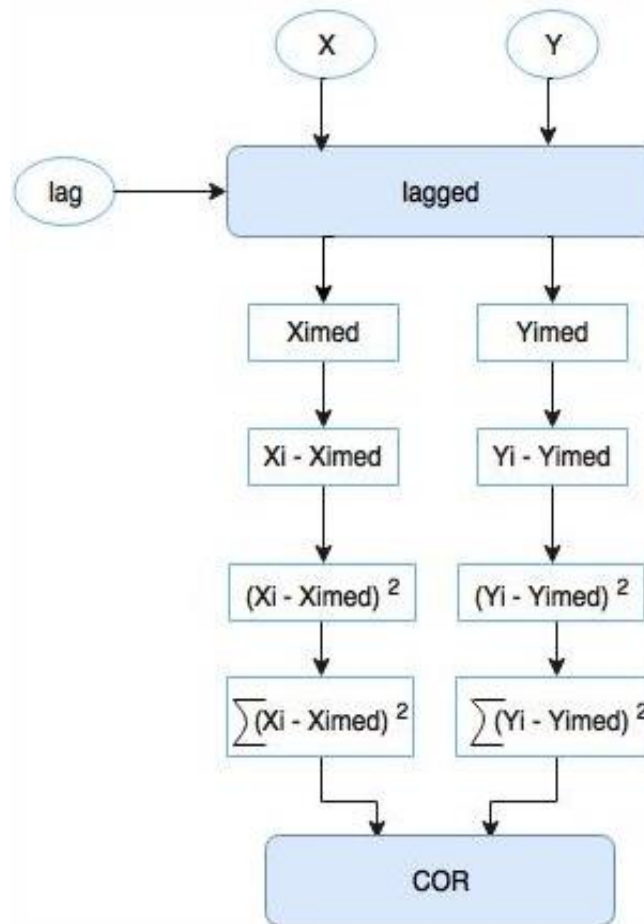 X Y
lag
lagged
Ximed Yimed
Xi - Ximed Yi - Yimed
(Xi - Ximed) ² (Yi - Yimed) ²
∑(Xi - Ximed) ² ∑(Yi - Yimed) ²
COR